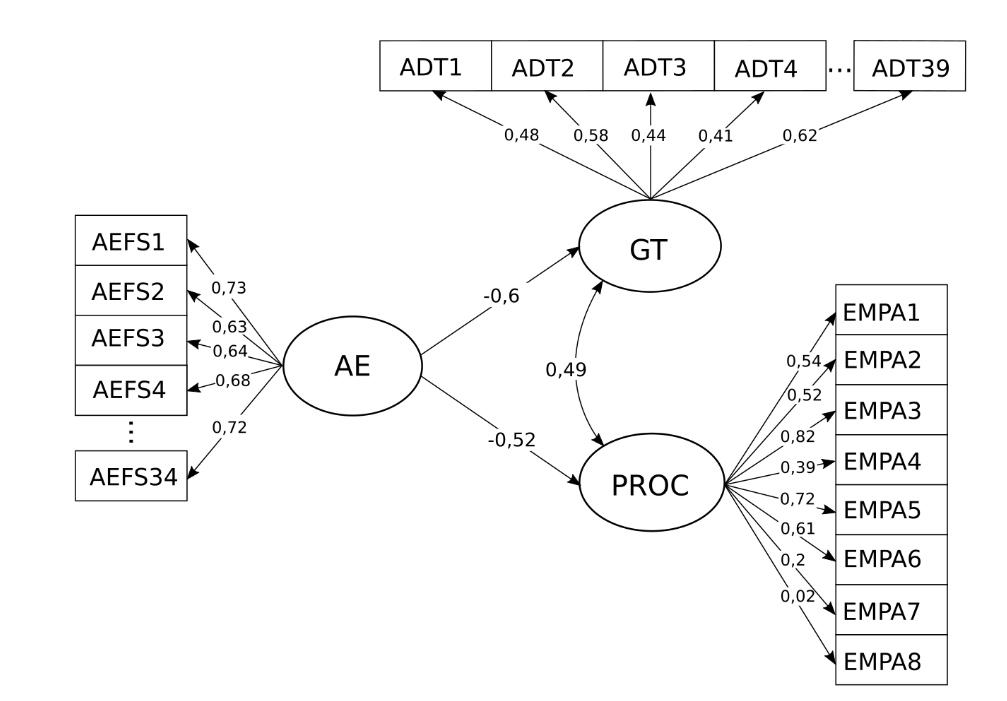 ADT1 ADT2 ADT3 ADT4 ... ADT39
0,48 0,58 0,44 0,41 0,62
GT
AEFS1
AEFS2
AEFS3
AEFS4
⋮
AEFS34
0,73
0,63
0,64
0,68
0,72
AE
-0,6
-0,52
0,49
PROC
0,54
0,52
0,82
0,39
0,72
0,61
0,2
0,02
EMPA1
EMPA2
EMPA3
EMPA4
EMPA5
EMPA6
EMPA7
EMPA8